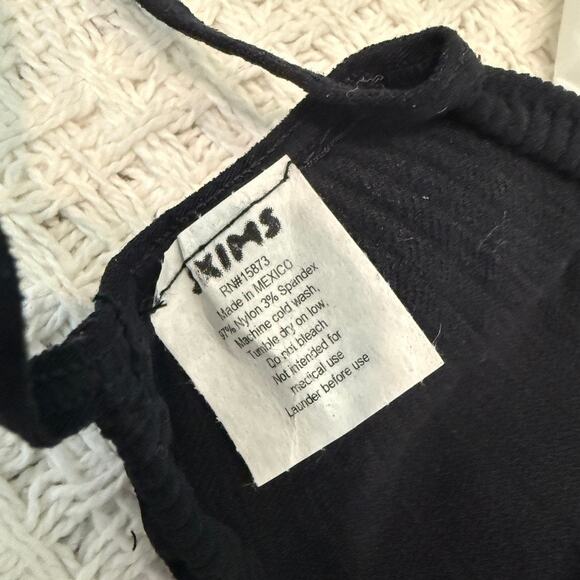 SKIMS
RN#15873
Made in MEXICO
97% Nylon 3% Spandex
Machine cold wash,
Tumble dry on low,
Do not bleach
Not intended for
medical use
Launder before use